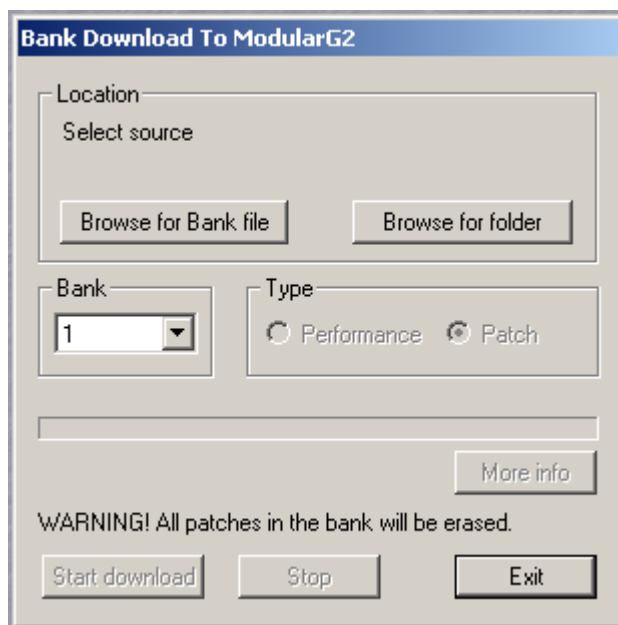 Bank Download To ModularG2
Location
Select source
Browse for Bank file Browse for folder
Bank Type
1 Performance Patch
More info
WARNING! All patches in the bank will be erased.
Start download Stop Exit